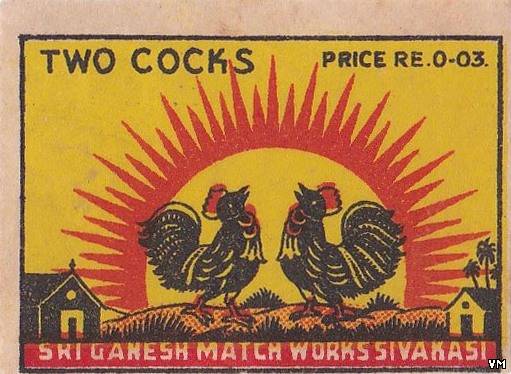 TWO COCKS PRICE RE.0-03.
SRI GANESH MATCH WORKS SIVAKASI
VM